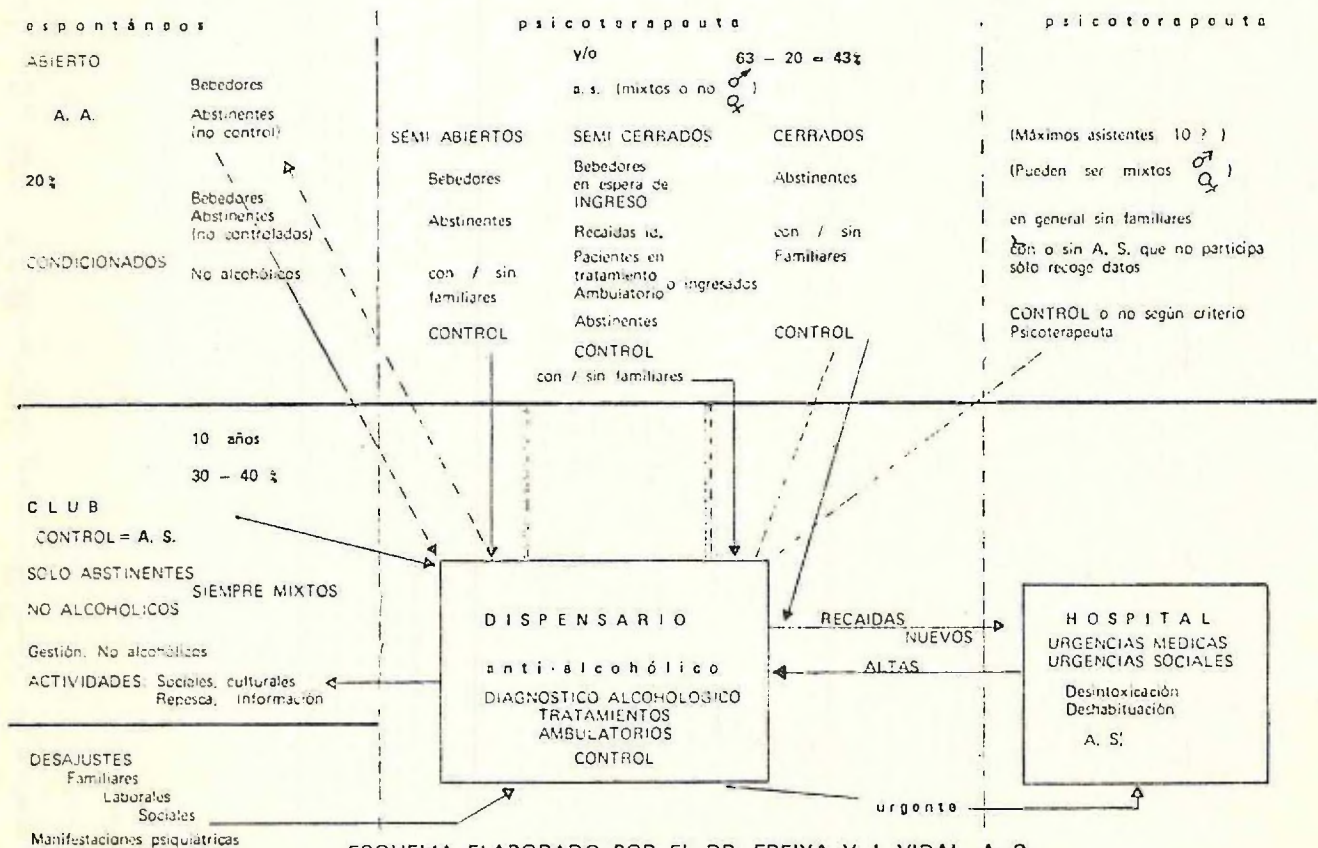 espontáneos
ABIERTO
Bebedores
A. A.
Abstinentes
(no control)
20%
Bebedores
Abstinentes
(no controlados)
CONDICIONADOS
No alcohólicos
psicoterapeuta
y/o
63 – 20 = 43%
a. s. (mixtos o no ♂ ♀ )
SEMI ABIERTOS
Bebedores
Abstinentes
con / sin
familiares
CONTROL
SEMI CERRADOS
Bebedores
en espera de
INGRESO
Recaidas id.
Pacientes en
tratamiento
Ambulatorio o ingresados
Abstinentes
CONTROL
con / sin familiares
CERRADOS
Abstinentes
con / sin
Familiares
CONTROL
psicoterapeuta
(Máximos asistentes 10 ? )
(Pueden ser mixtos ♂ ♀ )
en general sin familiares
con o sin A. S. que no participa
sólo recoge datos
CONTROL o no según criterio
Psicoterapeuta
10 años
30 – 40 %
CLUB
CONTROL = A. S.
SOLO ABSTINENTES
SIEMPRE MIXTOS
NO ALCOHOLICOS
Gestión. No alcohólicos
ACTIVIDADES: Sociales, culturales
Repesca, Información
DESAJUSTES
Familiares
Laborales
Sociales
Manifestaciones psiquiátricas
DISPENSARIO
anti-alcohólico
DIAGNOSTICO ALCOHOLOGICO
TRATAMIENTOS
AMBULATORIOS
CONTROL
RECAIDAS
NUEVOS
ALTAS
urgente
HOSPITAL
URGENCIAS MEDICAS
URGENCIAS SOCIALES
Desintoxicación
Deshabituación
A. S.
ESQUEMA ELABORADO POR EL DR. FREIXA Y J. VIDAL, A. S.